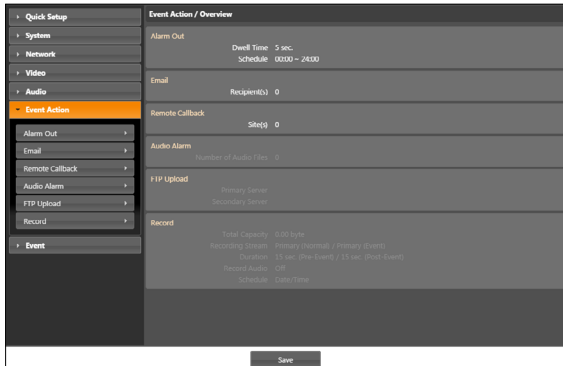 Quick Setup
System
Network
Video
Audio
Event Action
Alarm Out
Email
Remote Callback
Audio Alarm
FTP Upload
Record
Event
Event Action / Overview
Alarm Out
Dwell Time 5 sec.
Schedule 00:00 ~ 24:00
Email
Recipient(s) 0
Remote Callback
Site(s) 0
Audio Alarm
Number of Audio Files 0
FTP Upload
Primary Server
Secondary Server
Record
Total Capacity 0.00 byte
Recording Stream Primary (Normal) / Primary (Event)
Duration 15 sec. (Pre-Event) / 15 sec. (Post-Event)
Record Audio Off
Schedule Date/Time
Save